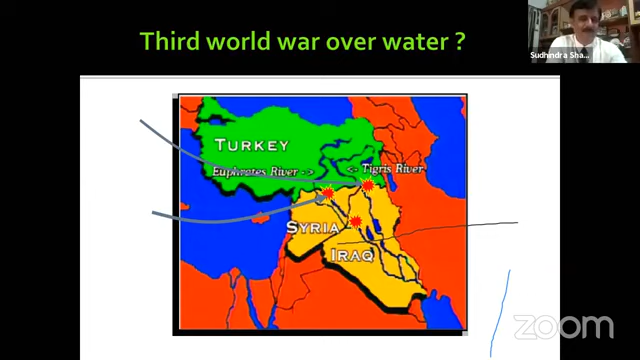 Third world war over water ?
Sudhindra Sha...
TURKEY
Euphrates River -> <- Tigris River
SYRIA
IRAQ
zoom